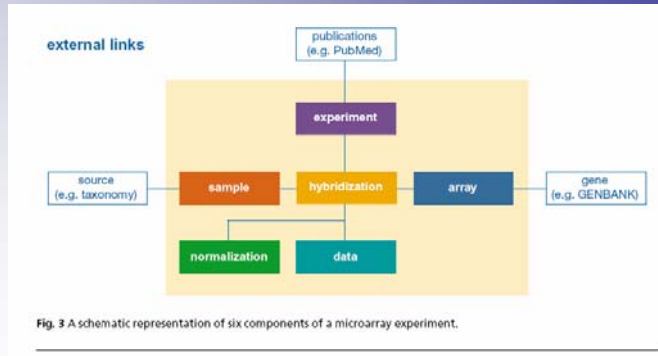 external links
publications
(e.g. PubMed)
experiment
source
(e.g. taxonomy)
sample
hybridization
array
gene
(e.g. GENBANK)
normalization
data
Fig. 3 A schematic representation of six components of a microarray experiment.